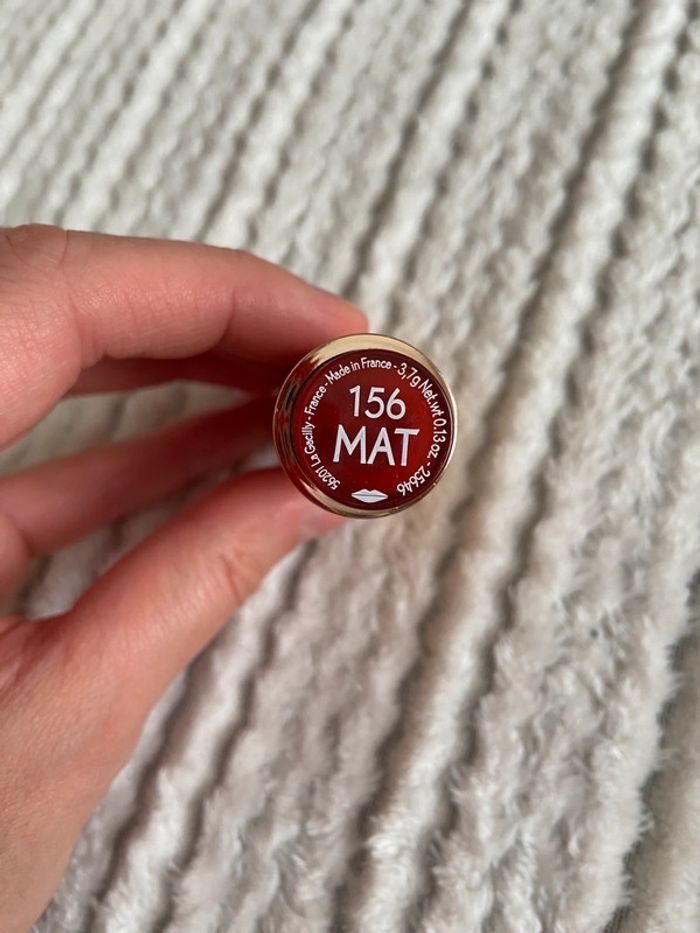 56201 La Gacilly - France - Made in France - 3,7g Net.wt 0.13 oz. - 25646
156
MAT